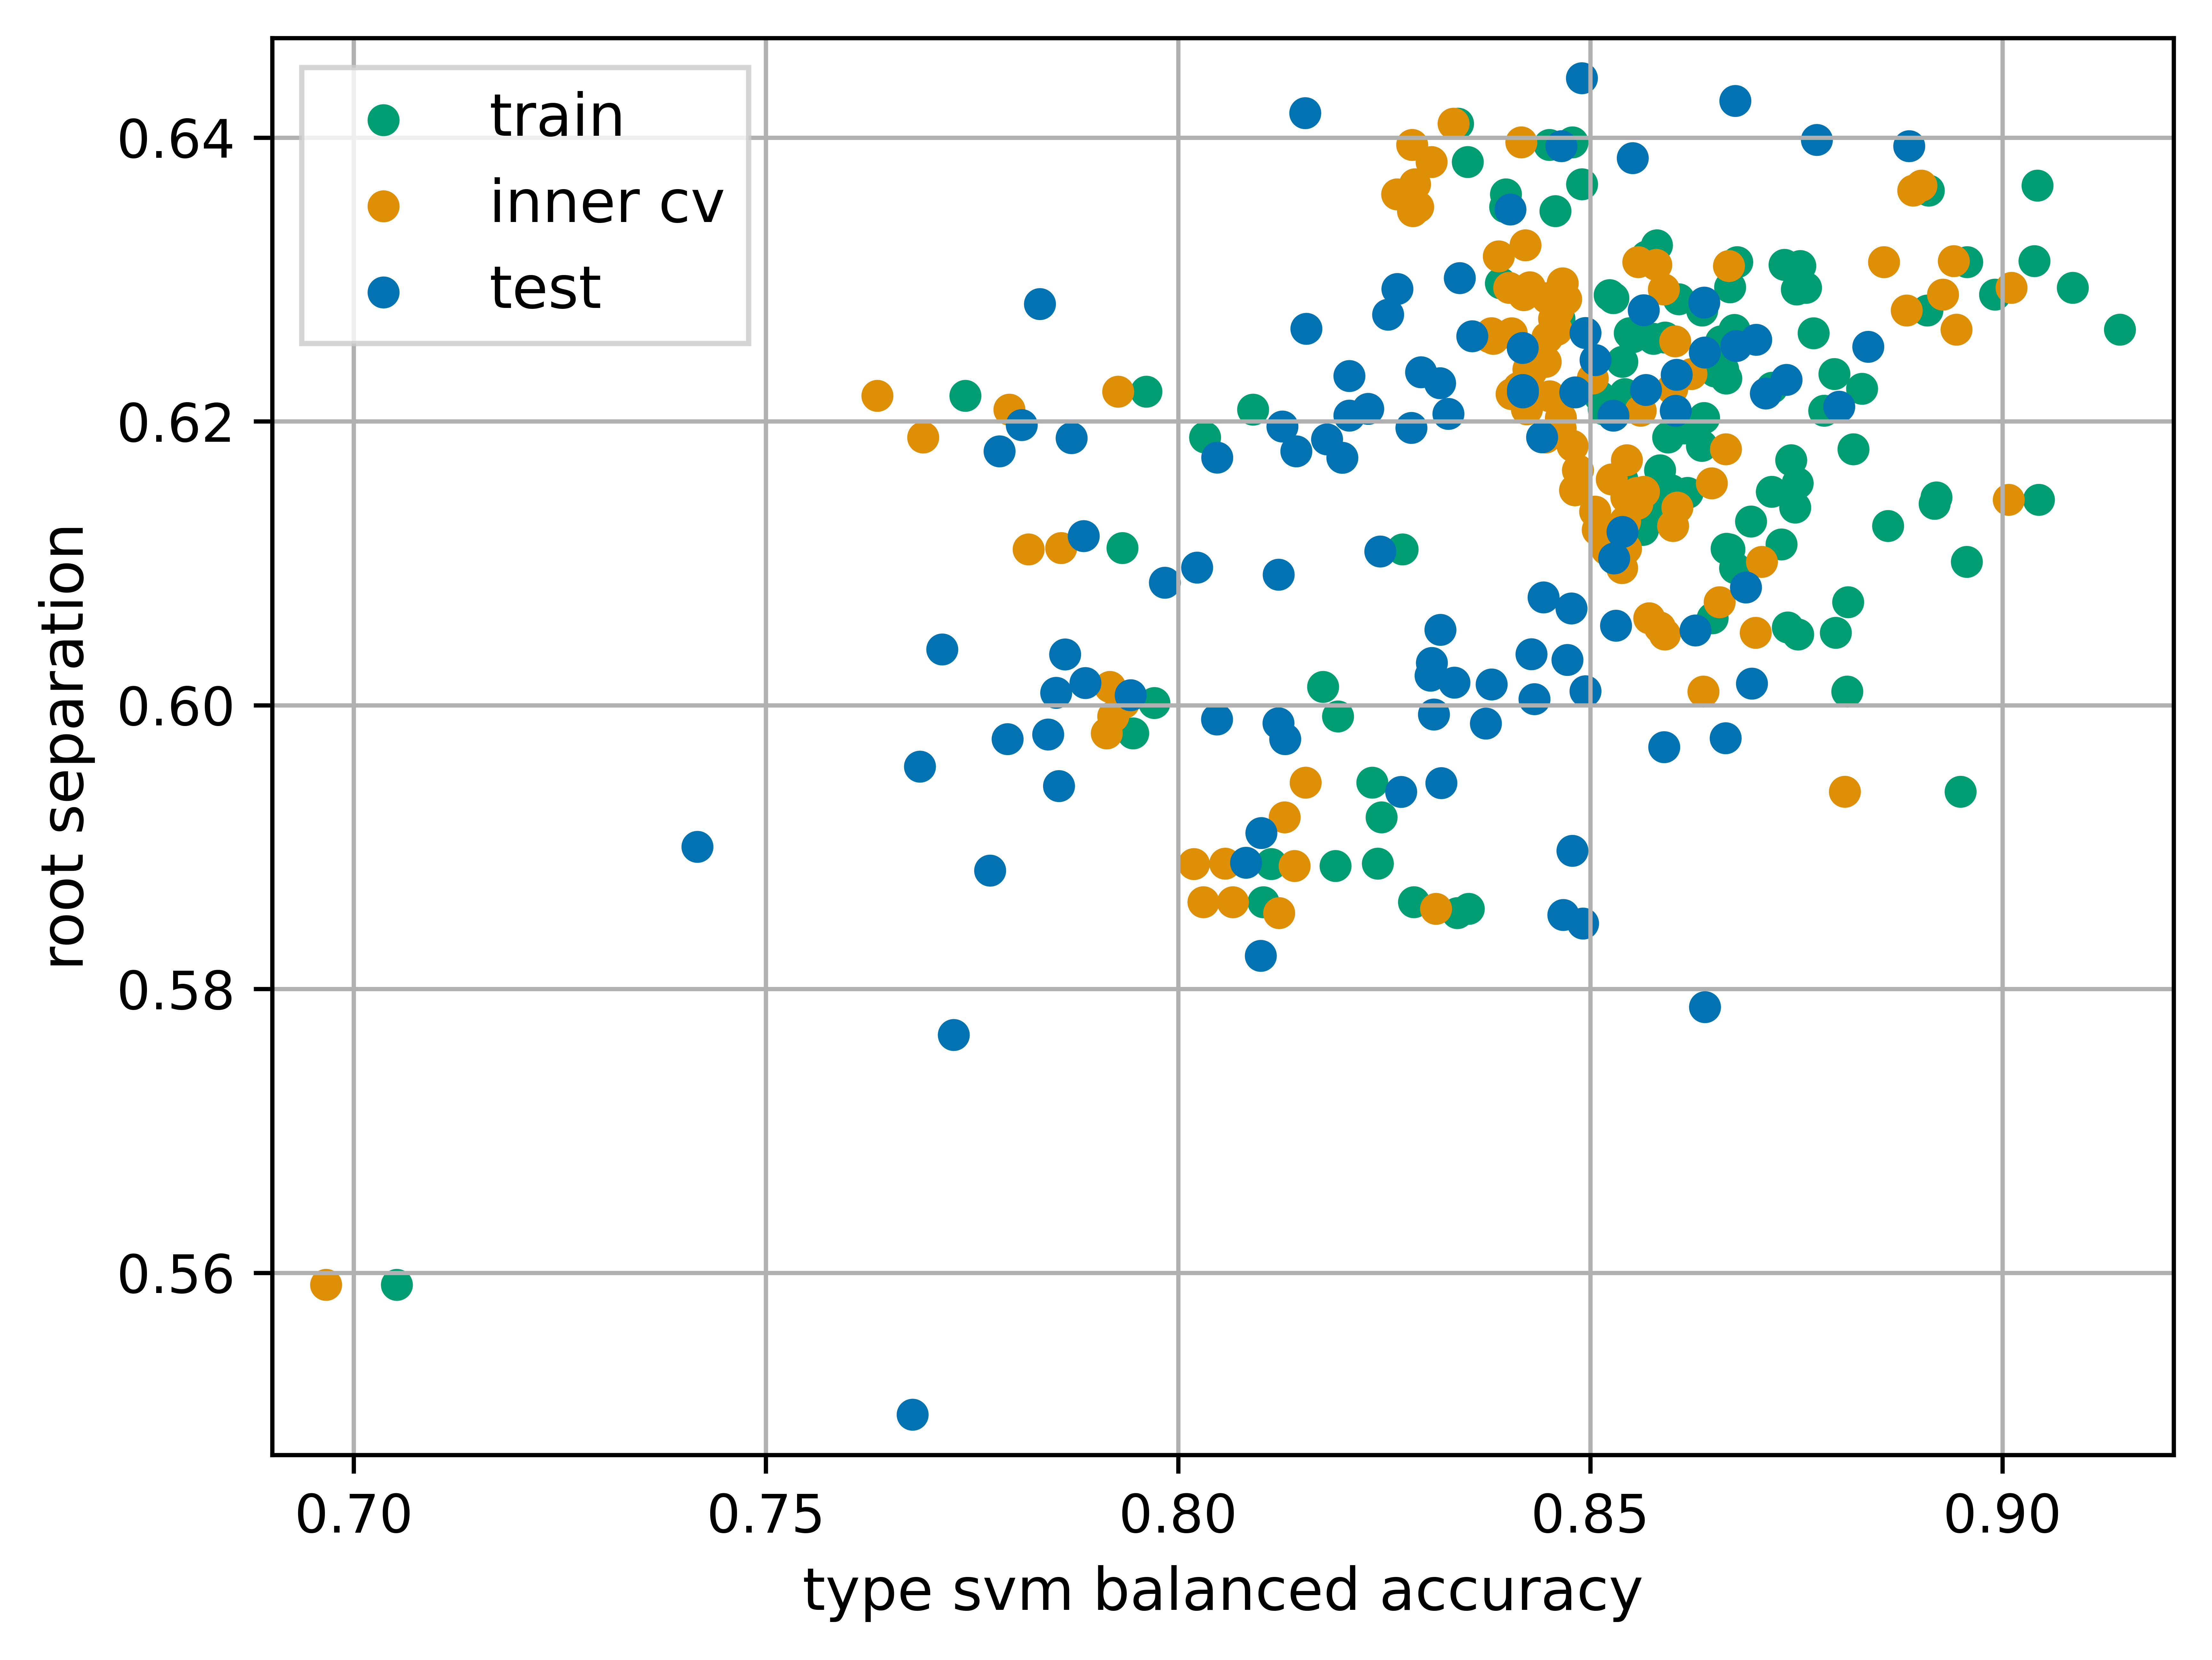 train
inner cv
test
0.64
0.62
0.60
0.58
0.56
root separation
0.70 0.75 0.80 0.85 0.90
type svm balanced accuracy